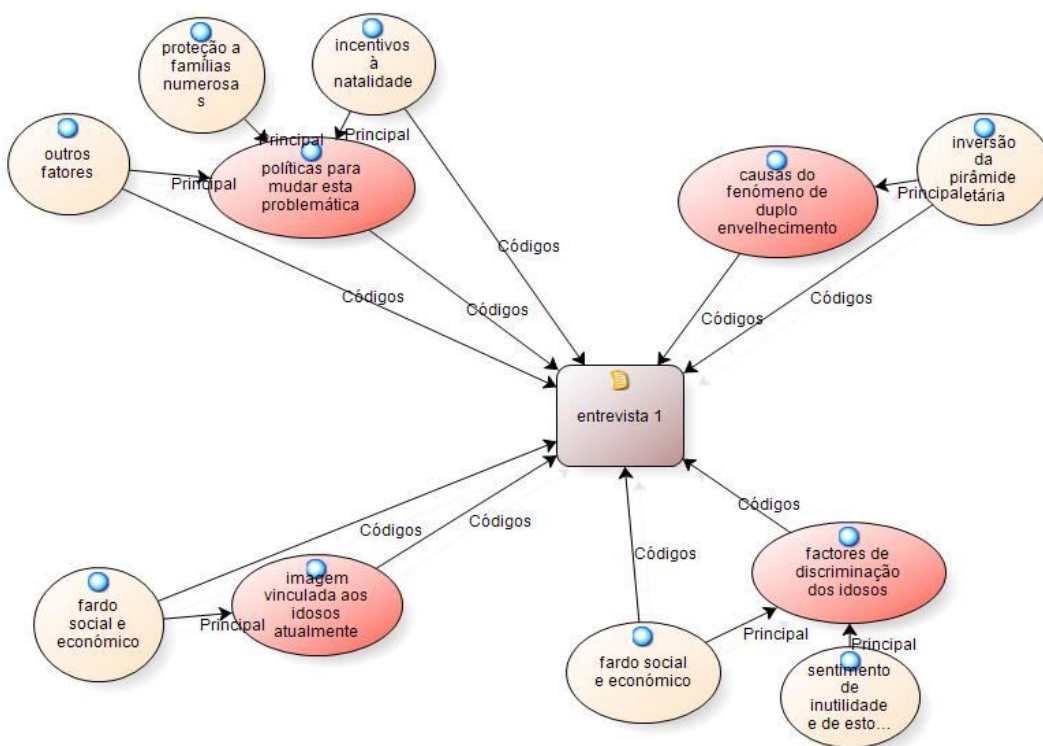 proteção a
famílias
numerosa
s
incentivos
à
natalidade
outros
fatores
Principal
Principal
Principal
políticas para
mudar esta
problemática
causas do
fenómeno de
duplo
envelhecimento
inversão
da
pirâmide
etária
Principal
Códigos
Códigos
Códigos
Códigos
Códigos
entrevista 1
Códigos
Códigos
Códigos
Códigos
fardo
social e
económico
Principal
imagem
vinculada aos
idosos
atualmente
factores de
discriminação
dos idosos
fardo social
e económico
Principal
Principal
sentimento
de
inutilidad
e de esto...